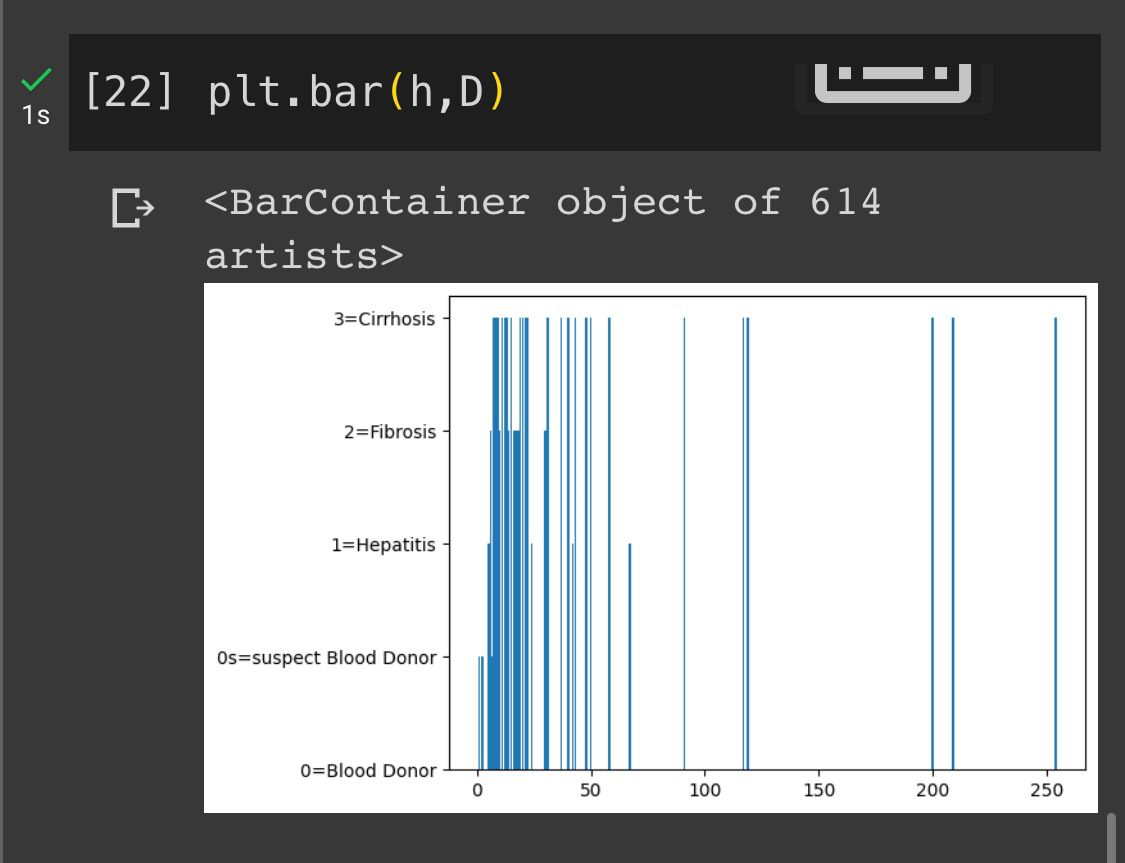 [22] plt.bar(h,D)
1s
<BarContainer object of 614
artists>
3=Cirrhosis
2=Fibrosis
1=Hepatitis
0s=suspect Blood Donor
0=Blood Donor
0 50 100 150 200 250